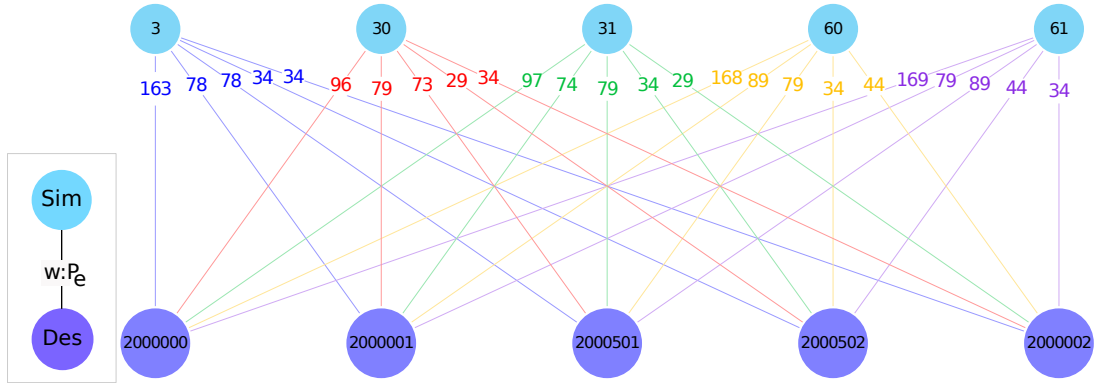 3 30 31 60 61
163 78 78 34 34 96 79 73 29 34 97 74 79 34 29 168 89 79 34 44 169 79 89 44 34
Sim
w:Pe
Des
2000000 2000001 2000501 2000502 2000002